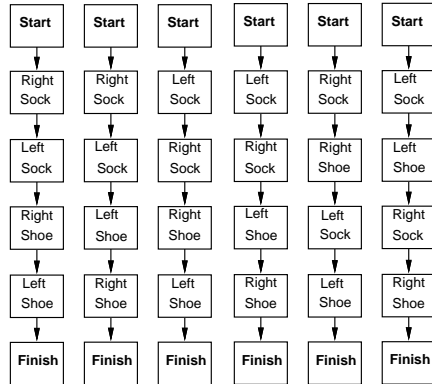 Start Start Start Start Start Start
Right Right Left Left Right Left
Sock Sock Sock Sock Sock Sock
Left Left Right Right Right Left
Sock Sock Sock Sock Shoe Shoe
Right Left Right Left Left Right
Shoe Shoe Shoe Shoe Sock Sock
Left Right Left Right Left Right
Shoe Shoe Shoe Shoe Shoe Shoe
Finish Finish Finish Finish Finish Finish